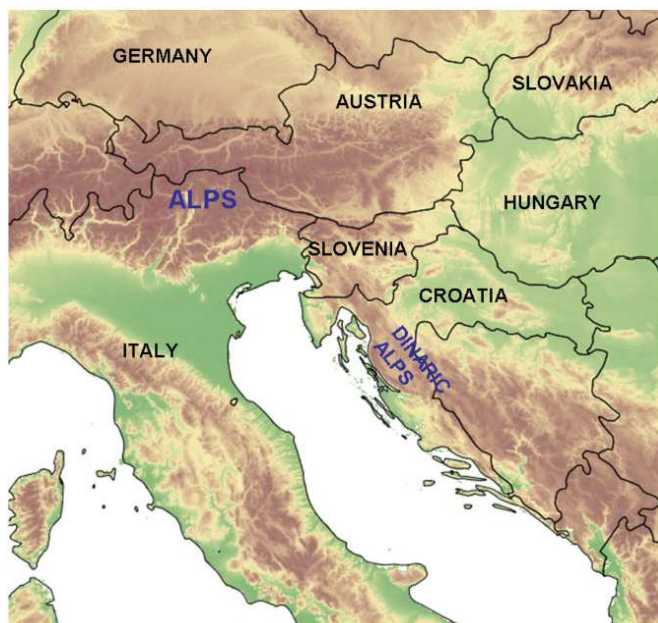 GERMANY
SLOVAKIA
AUSTRIA
ALPS
HUNGARY
SLOVENIA
CROATIA
ITALY
DINARIC
ALPS